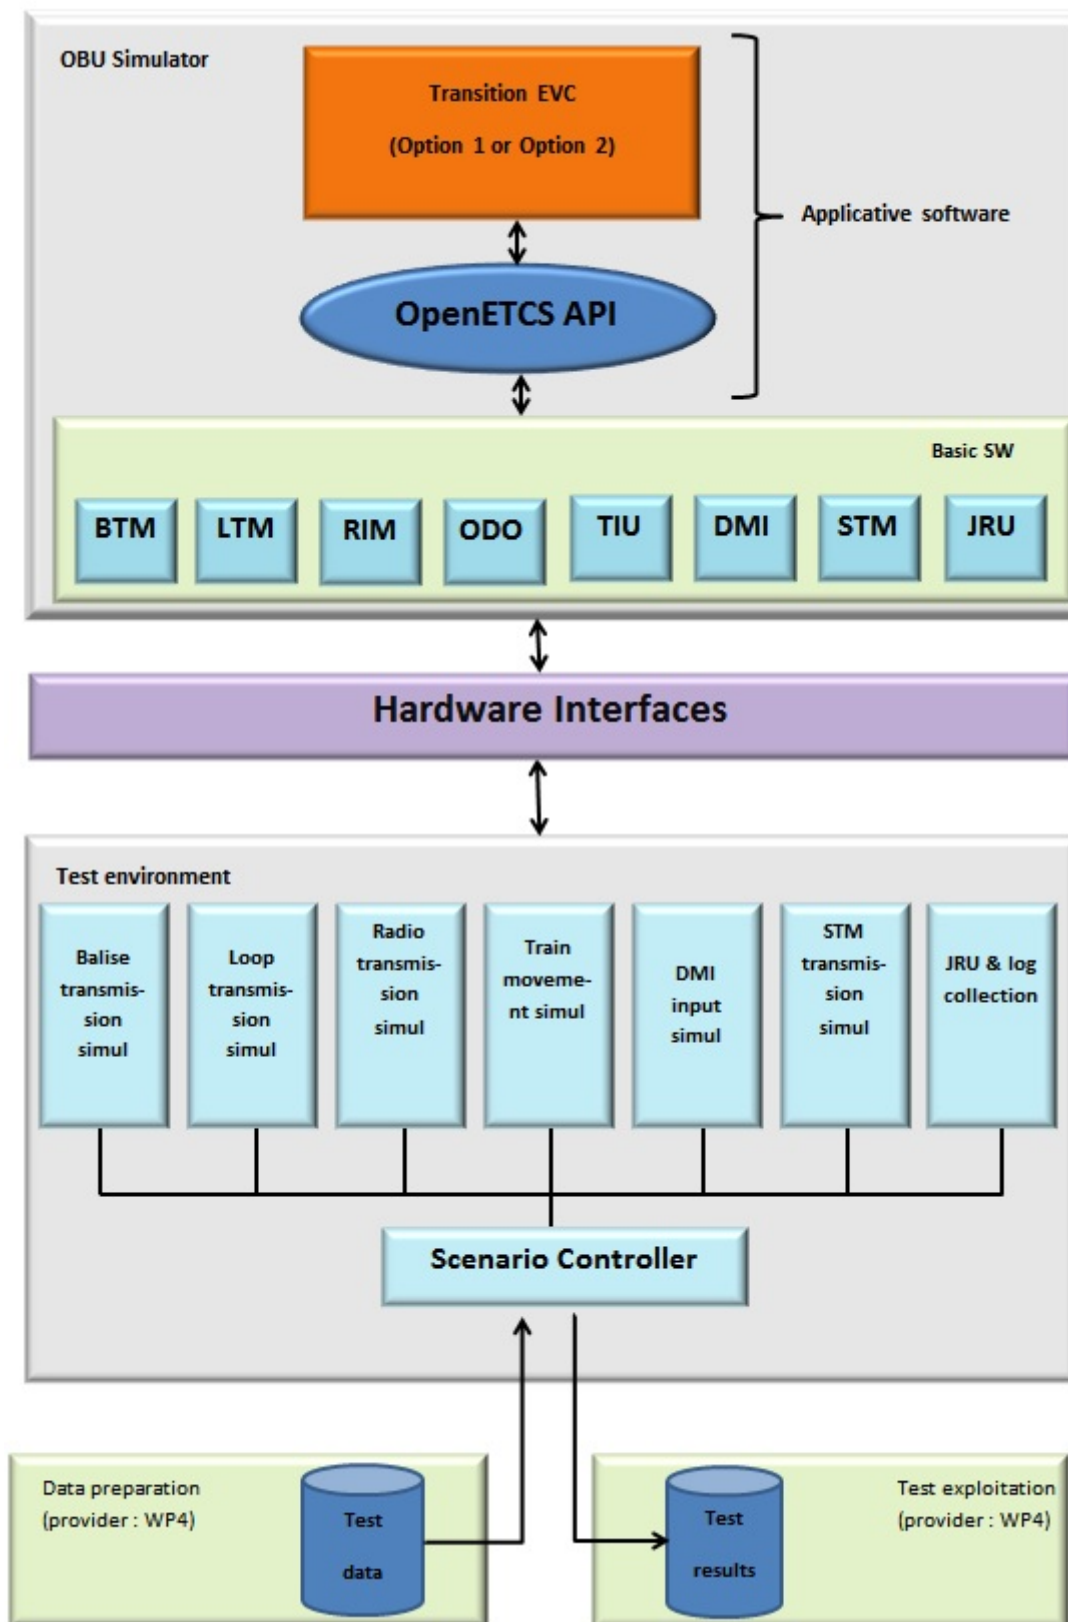 OBU Simulator
Transition EVC
(Option 1 or Option 2)
Applicative software
OpenETCS API
Basic SW
BTM
LTM
RIM
ODO
TIU
DMI
STM
JRU
Hardware Interfaces
Test environment
Balise
transmis-
sion
simul
Loop
transmis-
sion
simul
Radio
transmis-
sion
simul
Train
moveme-
nt simul
DMI
input
simul
STM
transmis-
sion
simul
JRU & log
collection
Scenario Controller
Data preparation
(provider : WP4)
Test
data
Test
results
Test exploitation
(provider : WP4)